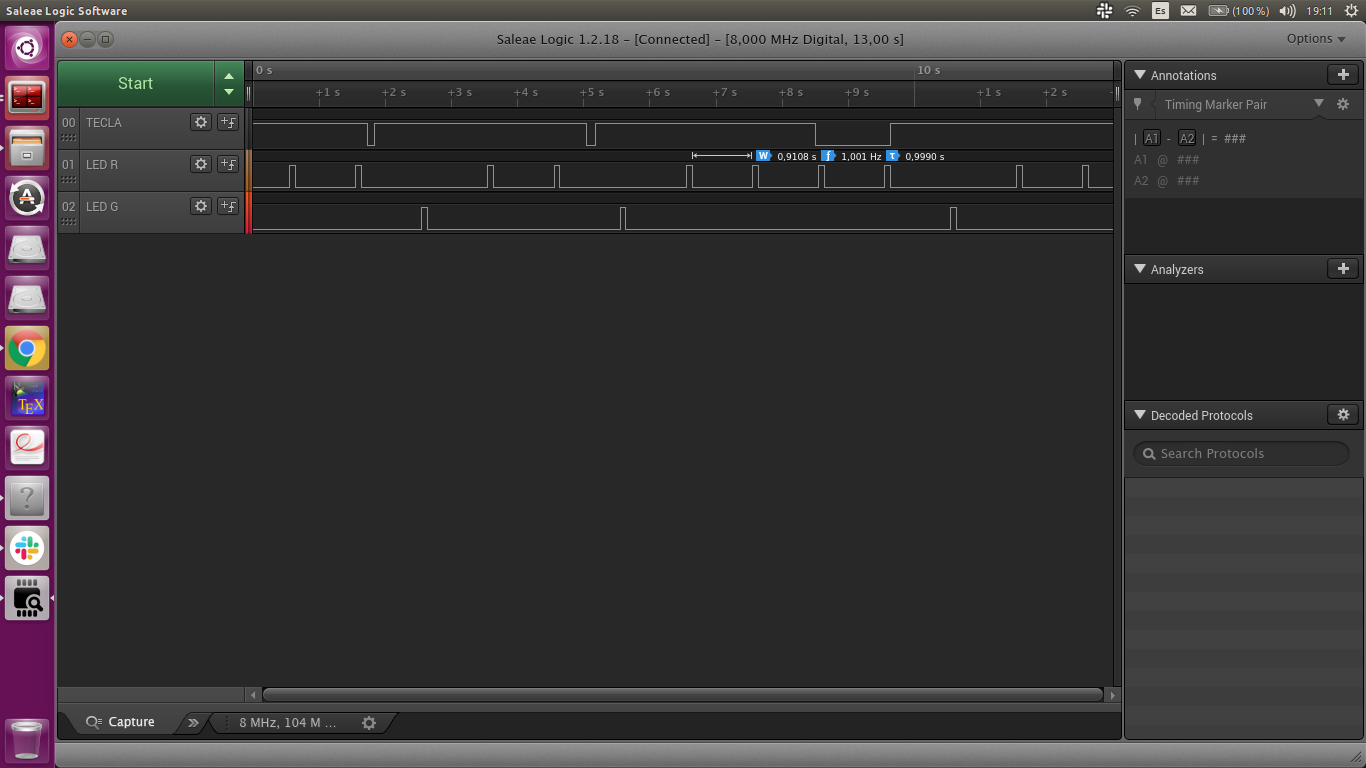 Saleae Logic Software
Es
(100%)
19:11
Saleae Logic 1.2.18 – [Connected] – [8,000 MHz Digital, 13,00 s]
Options
Start
0 s
10 s
+1 s
+2 s
+3 s
+4 s
+5 s
+6 s
+7 s
+8 s
+9 s
+1 s
+2 s
00 TECLA
01 LED R
W 0,9108 s f 1,001 Hz τ 0,9990 s
02 LED G
Annotations
Timing Marker Pair
| A1 - A2 | = ###
A1 @ ###
A2 @ ###
Analyzers
Decoded Protocols
Search Protocols
TEX
Capture
8 MHz, 104 M ...